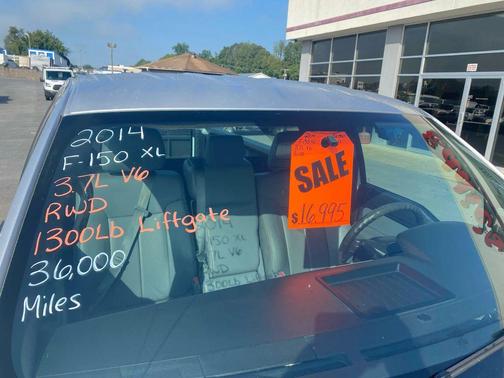 2014
F-150 XL
3.7L V6
RWD
1300Lb Liftgate
36,000
Miles
SALE
$16,995